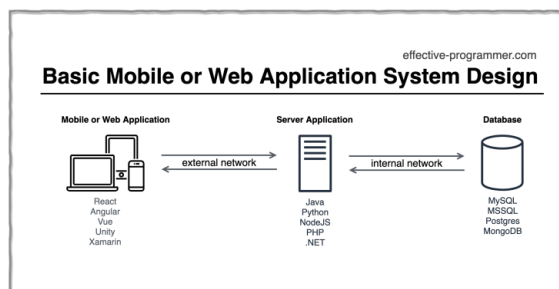 effective-programmer.com
Basic Mobile or Web Application System Design
Mobile or Web Application
Server Application
Database
external network
internal network
React
Angular
Vue
Unity
Xamarin
Java
Python
NodeJS
PHP
.NET
MySQL
MSSQL
Postgres
MongoDB